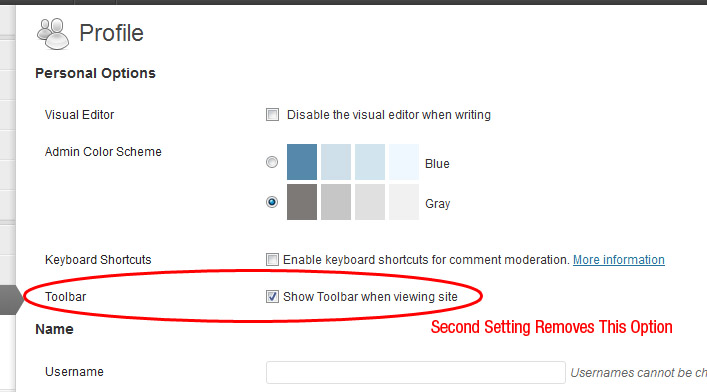 Profile
Personal Options
Visual Editor Disable the visual editor when writing
Admin Color Scheme
Blue
Gray
Keyboard Shortcuts Enable keyboard shortcuts for comment moderation. More information
Toolbar Show Toolbar when viewing site
Second Setting Removes This Option
Name
Username Usernames cannot be ch